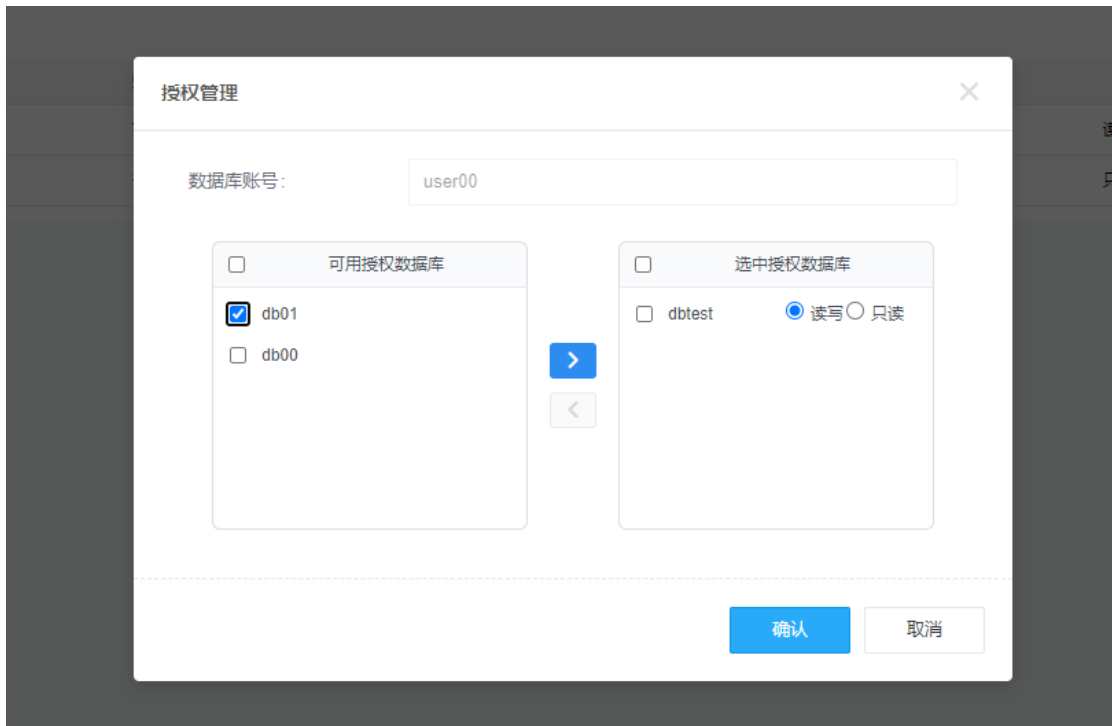 授权管理
数据库账号：
user00
可用授权数据库
选中授权数据库
db01
dbtest
读写
只读
db00
确认
取消